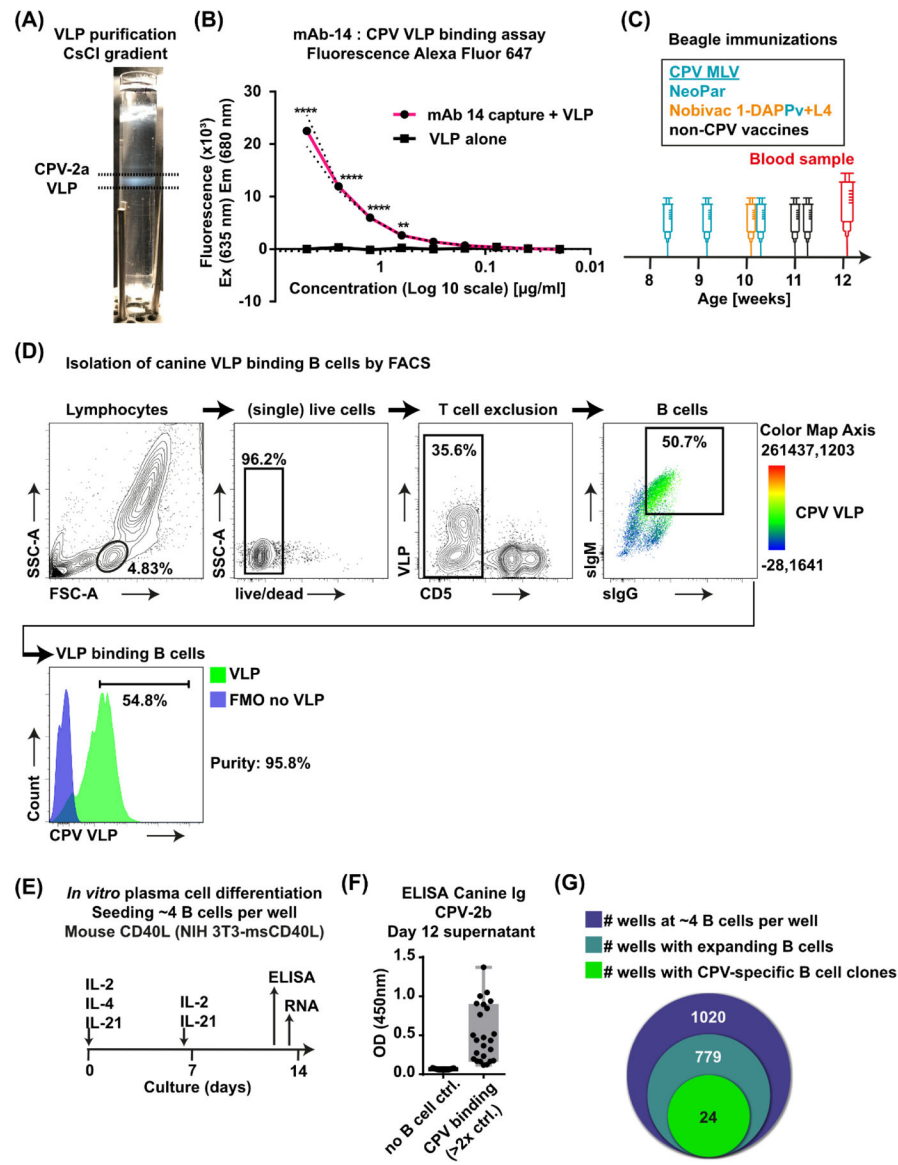 (A)
VLP purification
CsCl gradient
CPV-2a
VLP
(B)
mAb-14 : CPV VLP binding assay
Fluorescence Alexa Fluor 647
Fluorescence (x10³)
Ex (635 nm) Em (680 nm)
30
20
10
0
-10
****
****
****
**
mAb 14 capture + VLP
VLP alone
1
0.1
0.01
Concentration (Log 10 scale) [µg/ml]
(C)
Beagle immunizations
CPV MLV
NeoPar
Nobivac 1-DAPPv+L4
non-CPV vaccines
Blood sample
8 9 10 11 12
Age [weeks]
(D)
Isolation of canine VLP binding B cells by FACS
Lymphocytes
SSC-A
4.83%
FSC-A
(single) live cells
96.2%
SSC-A
live/dead
T cell exclusion
35.6%
VLP
CD5
B cells
50.7%
sIgM
sIgG
Color Map Axis
261437,1203
CPV VLP
-28,1641
VLP binding B cells
54.8%
Count
CPV VLP
VLP
FMO no VLP
Purity: 95.8%
(E)
In vitro plasma cell differentiation
Seeding ~4 B cells per well
Mouse CD40L (NIH 3T3-msCD40L)
IL-2
IL-4
IL-21
IL-2
IL-21
ELISA
RNA
0 7 14
Culture (days)
(F)
ELISA Canine Ig
CPV-2b
Day 12 supernatant
OD (450nm)
1.5
1.0
0.5
0.0
no B cell ctrl.
CPV binding
(>2x ctrl.)
(G)
# wells at ~4 B cells per well
# wells with expanding B cells
# wells with CPV-specific B cell clones
1020
779
24